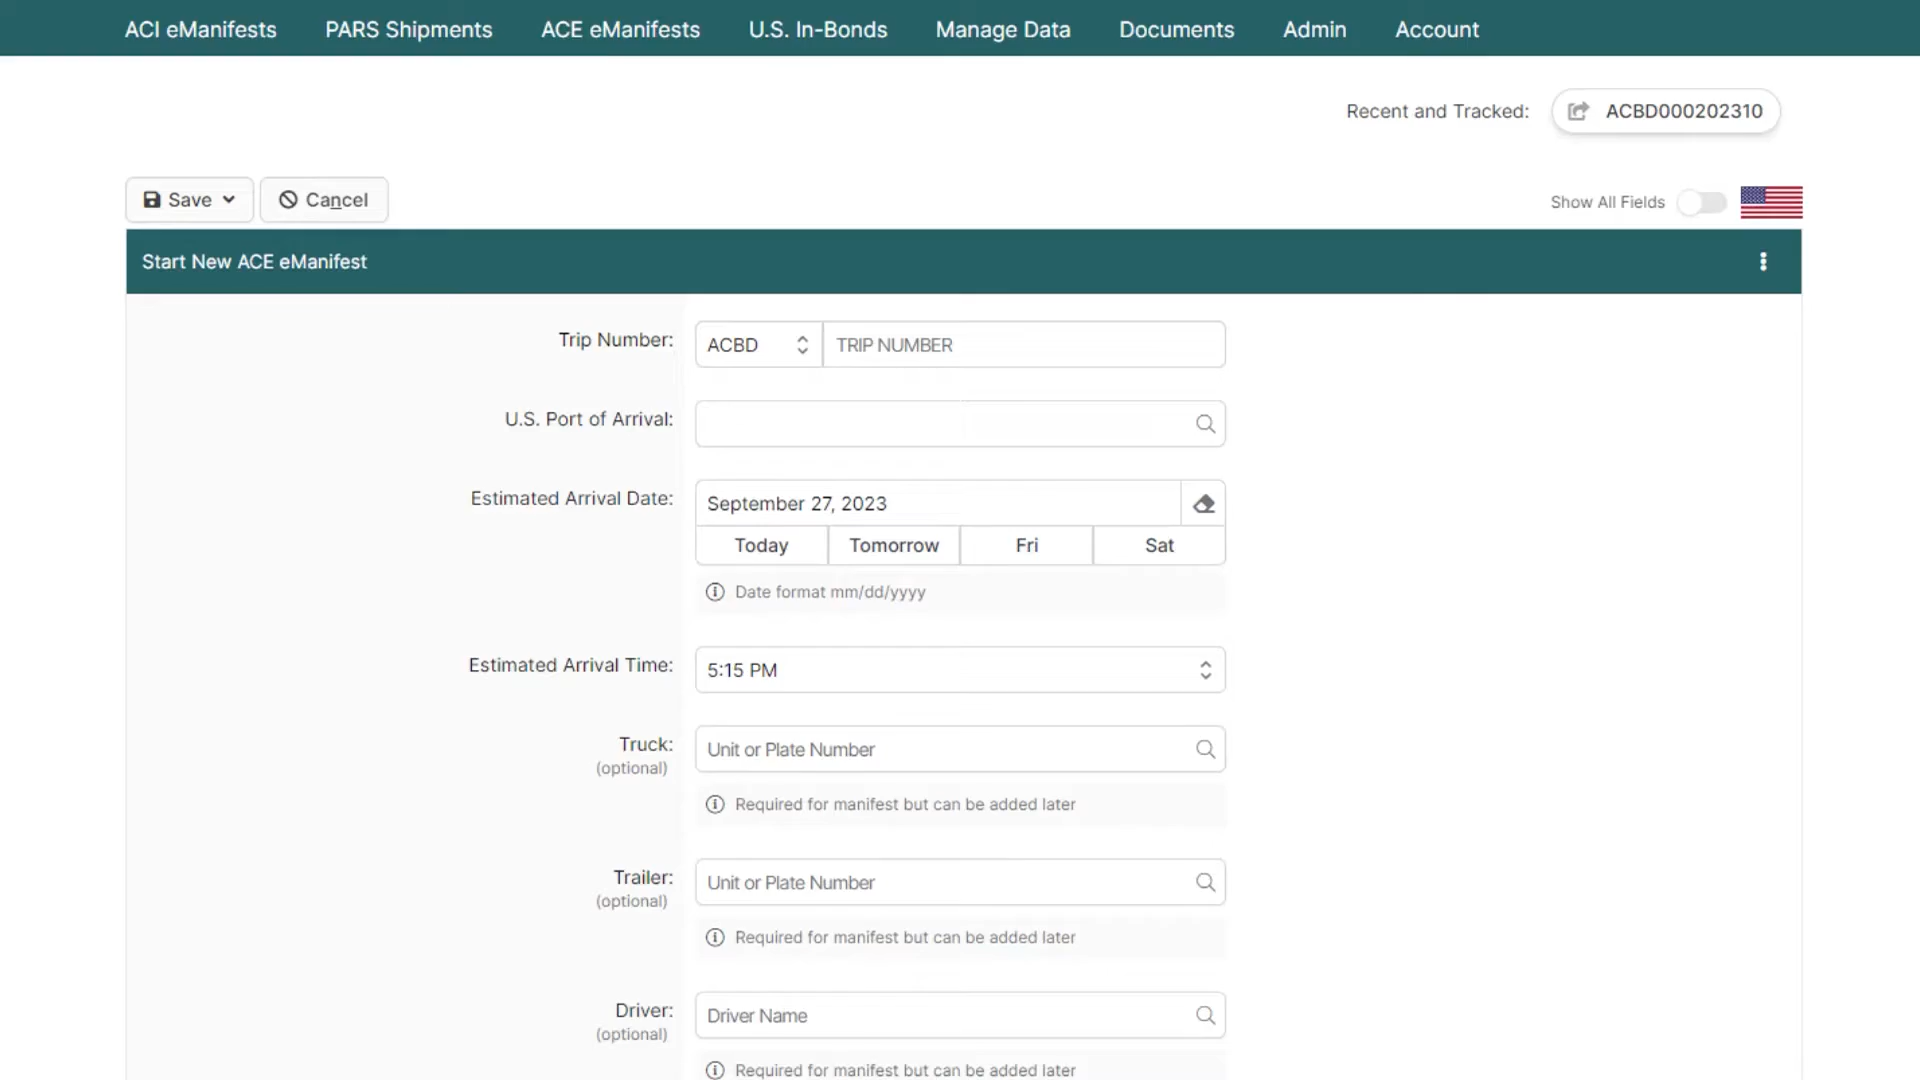 ACI eManifests PARS Shipments ACE eManifests U.S. In-Bonds Manage Data Documents Admin Account
Recent and Tracked: ACBD000202310
Save Cancel Show All Fields
Start New ACE eManifest
Trip Number: ACBD TRIP NUMBER
U.S. Port of Arrival:
Estimated Arrival Date: September 27, 2023
Today Tomorrow Fri Sat
Date format mm/dd/yyyy
Estimated Arrival Time: 5:15 PM
Truck: Unit or Plate Number
(optional)
Required for manifest but can be added later
Trailer: Unit or Plate Number
(optional)
Required for manifest but can be added later
Driver: Driver Name
(optional)
Required for manifest but can be added later